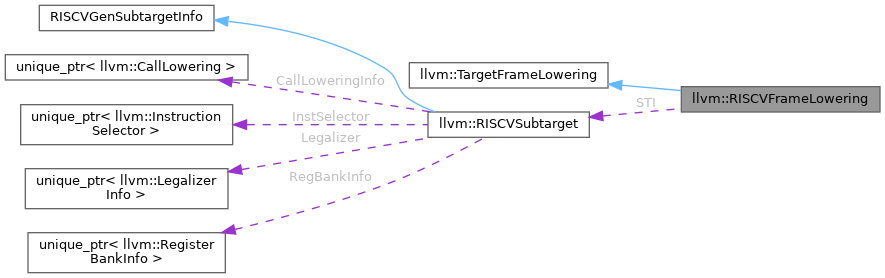 RISCVGenSubtargetInfo
unique_ptr< llvm::CallLowering >
CallLoweringInfo
llvm::TargetFrameLowering
llvm::RISCVFrameLowering
STI
unique_ptr< llvm::Instruction
Selector >
InstSelector
llvm::RISCVSubtarget
Legalizer
unique_ptr< llvm::Legalizer
Info >
RegBankInfo
unique_ptr< llvm::Register
BankInfo >